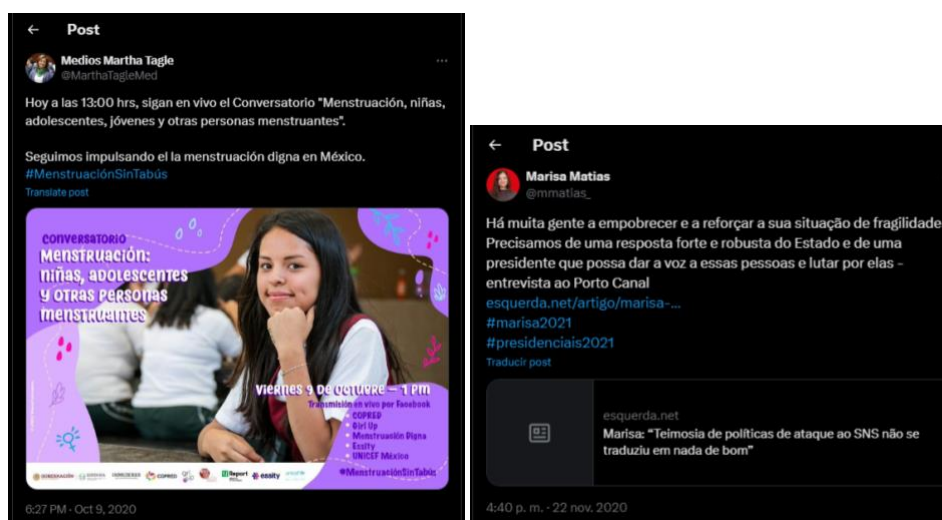 ← Post
Medios Martha Tagle
@MarthaTagleMed
Hoy a las 13:00 hrs, sigan en vivo el Conversatorio "Menstruación, niñas,
adolescentes, jóvenes y otras personas menstruantes".
Seguimos impulsando el la menstruación digna en México.
#MenstruaciónSinTabús
Translate post
CONVERSATORIO
Menstruación:
niñas, adolescentes
y otras personas
menstruantes
Viernes 9 de octubre – 1 pm
Transmisión en vivo por Facebook
• COPRED
• Girl Up
• Menstruación Digna
• Essity
• UNICEF México
#MenstruaciónSinTabús
GOBERNACIÓN
COPRED
Report
essity
unicef
6:27 PM · Oct 9, 2020
← Post
Marisa Matias
@mmatias_
Há muita gente a empobrecer e a reforçar a sua situação de fragilidade
Precisamos de uma resposta forte e robusta do Estado e de uma
presidente que possa dar a voz a essas pessoas e lutar por elas -
entrevista ao Porto Canal
esquerda.net/artigo/marisa-...
#marisa2021
#presidenciais2021
Traducir post
esquerda.net
Marisa: “Teimosia de políticas de ataque ao SNS não se
traduziu em nada de bom”
4:40 p. m. · 22 nov. 2020